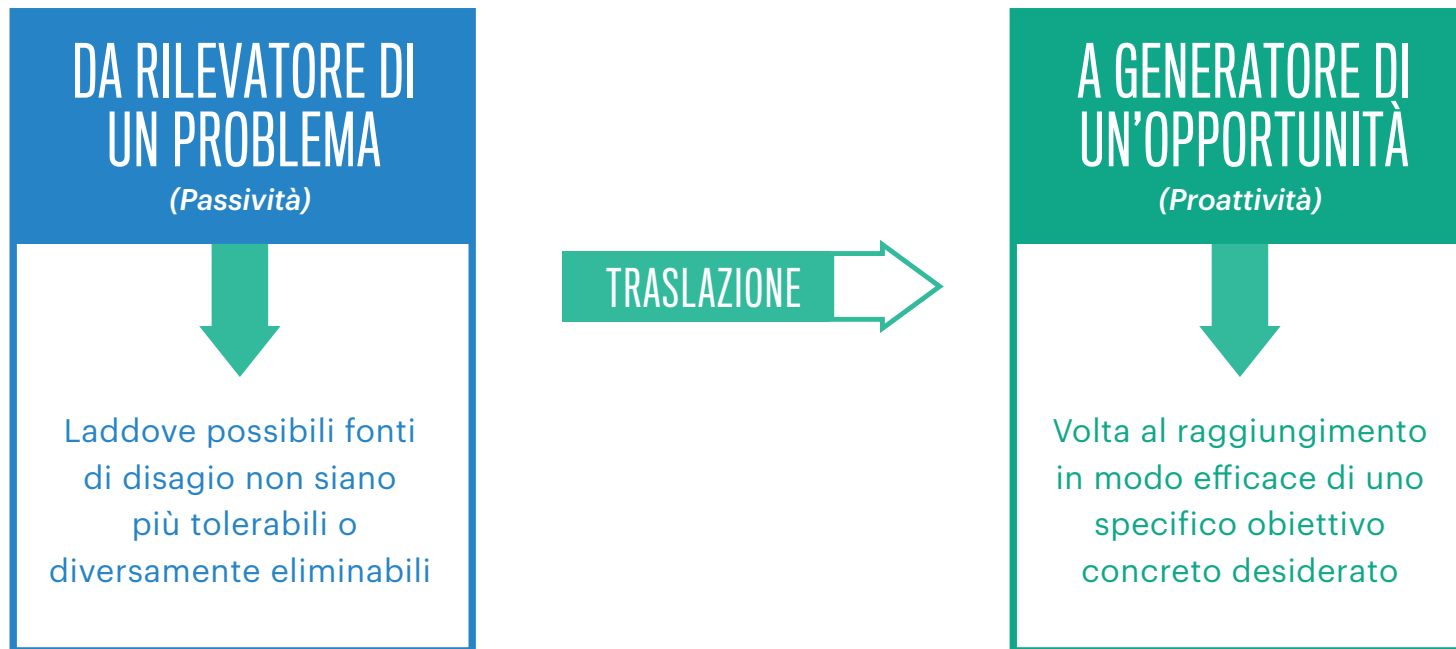 DA RILEVATORE DI
UN PROBLEMA
(Passività)
Laddove possibili fonti
di disagio non siano
più tolerabili o
diversamente eliminabili
TRASLAZIONE
A GENERATORE DI
UN'OPPORTUNITÀ
(Proattività)
Volta al raggiungimento
in modo efficace di uno
specifico obiettivo
concreto desiderato